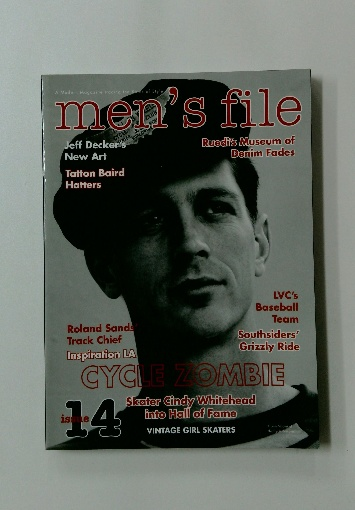 men's file
Jeff Decker's
New Art
Ruedi's Museum of
Denim Fades
Tatton Baird
Hatters
LVC's
Baseball
Team
Roland Sands
Track Chief
Southsiders'
Grizzly Ride
Inspiration LA
CYCLE ZOMBIE
Skater Cindy Whitehead
into Hall of Fame
issue
14
VINTAGE GIRL SKATERS